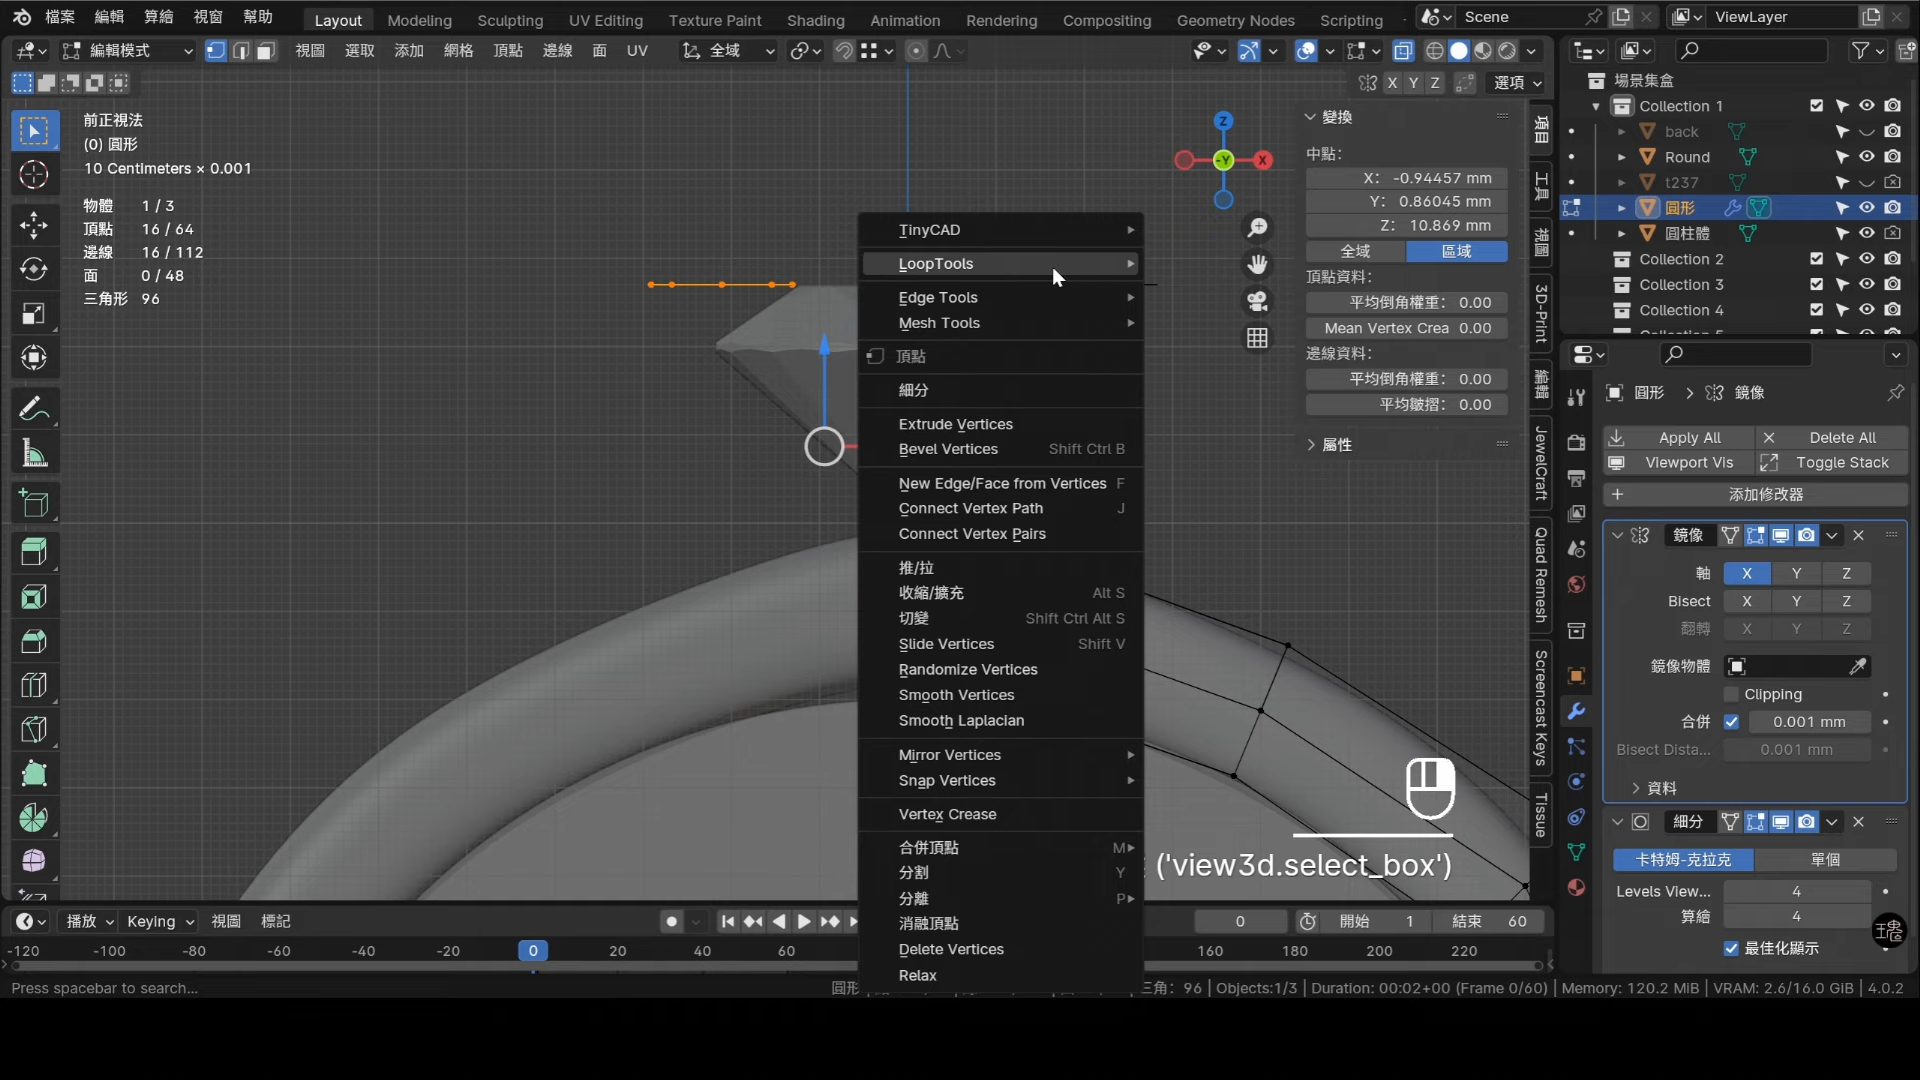 檔案 編輯 算繪 視窗 幫助 Layout Modeling Sculpting UV Editing Texture Paint Shading Animation Rendering Compositing Geometry Nodes Scripting Scene ViewLayer
編輯模式 視圖 選取 添加 網格 頂點 邊線 面 UV 全域
X Y Z 選項
前正視法
(0) 圓形
10 Centimeters × 0.001
物體 1 / 3
頂點 16 / 64
邊線 16 / 112
面 0 / 48
三角形 96
Z
-Y X
TinyCAD
LoopTools
Edge Tools
Mesh Tools
頂點
細分
Extrude Vertices
Bevel Vertices Shift Ctrl B
New Edge/Face from Vertices F
Connect Vertex Path J
Connect Vertex Pairs
推/拉
收縮/擴充 Alt S
切變 Shift Ctrl Alt S
Slide Vertices Shift V
Randomize Vertices
Smooth Vertices
Smooth Laplacian
Mirror Vertices
Snap Vertices
Vertex Crease
合併頂點 M
分割 Y
分離 P
消融頂點
Delete Vertices
Relax
變換
中點:
X: -0.94457 mm
Y: 0.86045 mm
Z: 10.869 mm
全域 區域
頂點資料:
平均倒角權重: 0.00
Mean Vertex Crea 0.00
邊線資料:
平均倒角權重: 0.00
平均皺摺: 0.00
屬性
項目
工具
視圖
3D-Print
編輯
JewelCraft
Quad Remesh
Screencast Keys
Tissue
('view3d.select_box')
場景集盒
Collection 1
back
Round
t237
圓形
圓柱體
Collection 2
Collection 3
Collection 4
圓形 鏡像
Apply All Delete All
Viewport Vis Toggle Stack
添加修改器
鏡像
軸 X Y Z
Bisect X Y Z
翻轉 X Y Z
鏡像物體
Clipping
合併 0.001 mm
Bisect Dista... 0.001 mm
資料
細分
卡特姆-克拉克 單個
Levels View... 4
算繪 4
最佳化顯示
播放 Keying 視圖 標記 0 開始 1 結束 60
-120 -100 -80 -60 -40 -20 0 20 40 60 160 180 200 220
Press spacebar to search... 圓形 三角: 96 | Objects:1/3 | Duration: 00:02+00 (Frame 0/60) | Memory: 120.2 MiB | VRAM: 2.6/16.0 GiB | 4.0.2